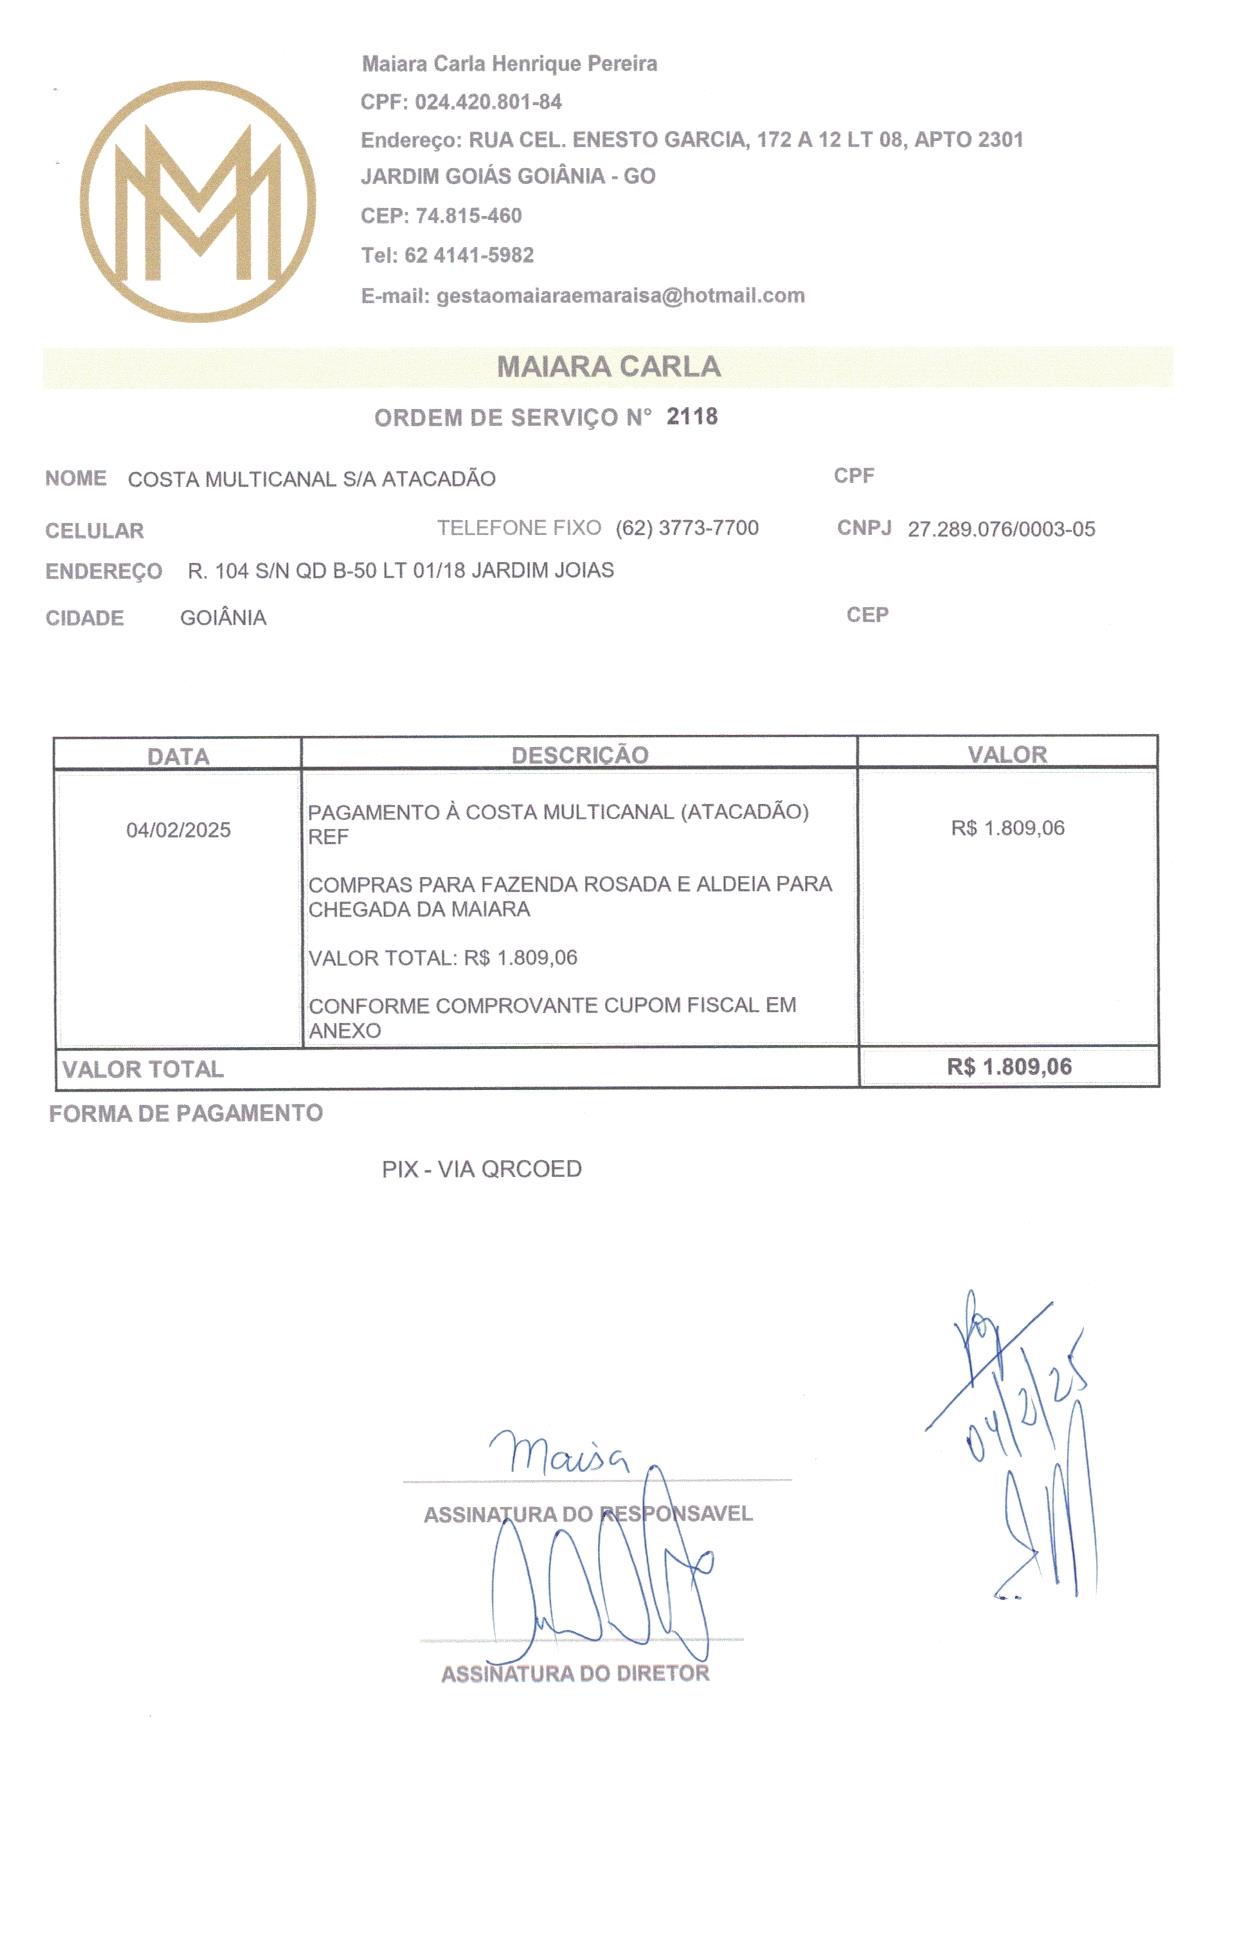 Maiara Carla Henrique Pereira
CPF: 024.420.801-84
Endereço: RUA CEL. ENESTO GARCIA, 172 A 12 LT 08, APTO 2301
JARDIM GOIÁS GOIÂNIA - GO
CEP: 74.815-460
Tel: 62 4141-5982
E-mail: gestaomaiaraemaraisa@hotmail.com
MAIARA CARLA
ORDEM DE SERVIÇO N° 2118
NOME COSTA MULTICANAL S/A ATACADÃO CPF
CELULAR TELEFONE FIXO (62) 3773-7700 CNPJ 27.289.076/0003-05
ENDEREÇO R. 104 S/N QD B-50 LT 01/18 JARDIM JOIAS
CIDADE GOIÂNIA CEP
DATA DESCRIÇÃO VALOR
04/02/2025 PAGAMENTO À COSTA MULTICANAL (ATACADÃO) R$ 1.809,06
REF
COMPRAS PARA FAZENDA ROSADA E ALDEIA PARA
CHEGADA DA MAIARA
VALOR TOTAL: R$ 1.809,06
CONFORME COMPROVANTE CUPOM FISCAL EM
ANEXO
VALOR TOTAL R$ 1.809,06
FORMA DE PAGAMENTO
PIX - VIA QRCOED
04/2/25
Maisa
ASSINATURA DO RESPONSAVEL
ASSINATURA DO DIRETOR